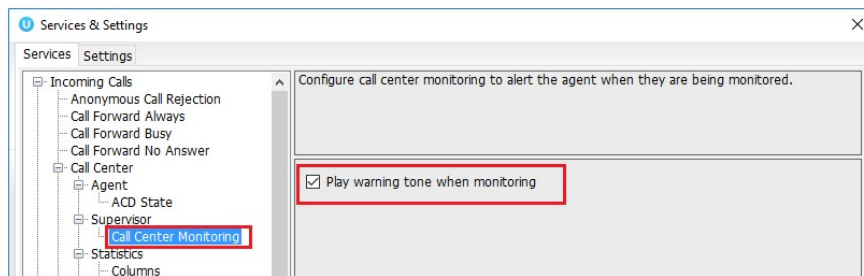 U Services & Settings
Services Settings
Incoming Calls
Anonymous Call Rejection
Call Forward Always
Call Forward Busy
Call Forward No Answer
Call Center
Agent
ACD State
Supervisor
Call Center Monitoring
Statistics
Columns
Configure call center monitoring to alert the agent when they are being monitored.
Play warning tone when monitoring